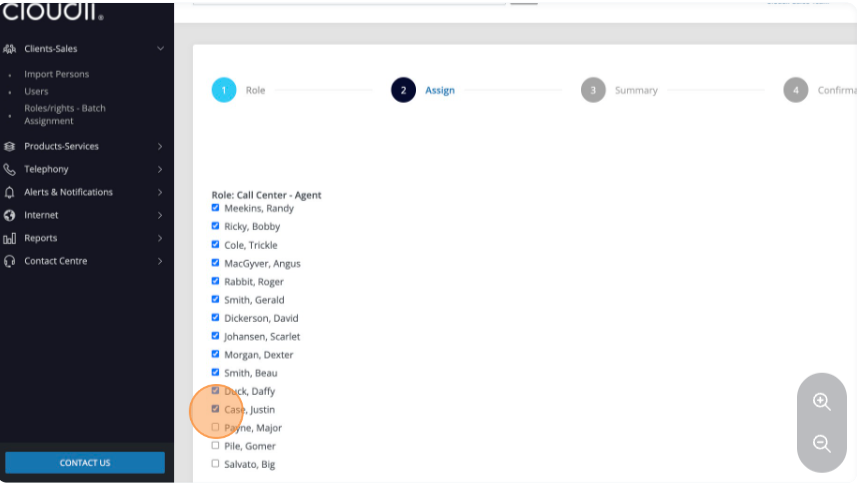 cloudli®
Clients-Sales
Import Persons
Users
Roles/rights - Batch
Assignment
Products-Services
Telephony
Alerts & Notifications
Internet
Reports
Contact Centre
CONTACT US
1 Role
2 Assign
3 Summary
4 Confirma
Role: Call Center - Agent
Meekins, Randy
Ricky, Bobby
Cole, Trickle
MacGyver, Angus
Rabbit, Roger
Smith, Gerald
Dickerson, David
Johansen, Scarlet
Morgan, Dexter
Smith, Beau
Duck, Daffy
Case, Justin
Payne, Major
Pile, Gomer
Salvato, Big